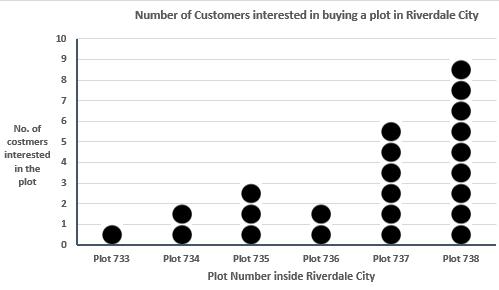 Number of Customers interested in buying a plot in Riverdale City
10
9
8
7
6
5
4
3
2
1
0
No. of
costmers
interested
in the
plot
Plot 733 Plot 734 Plot 735 Plot 736 Plot 737 Plot 738
Plot Number inside Riverdale City